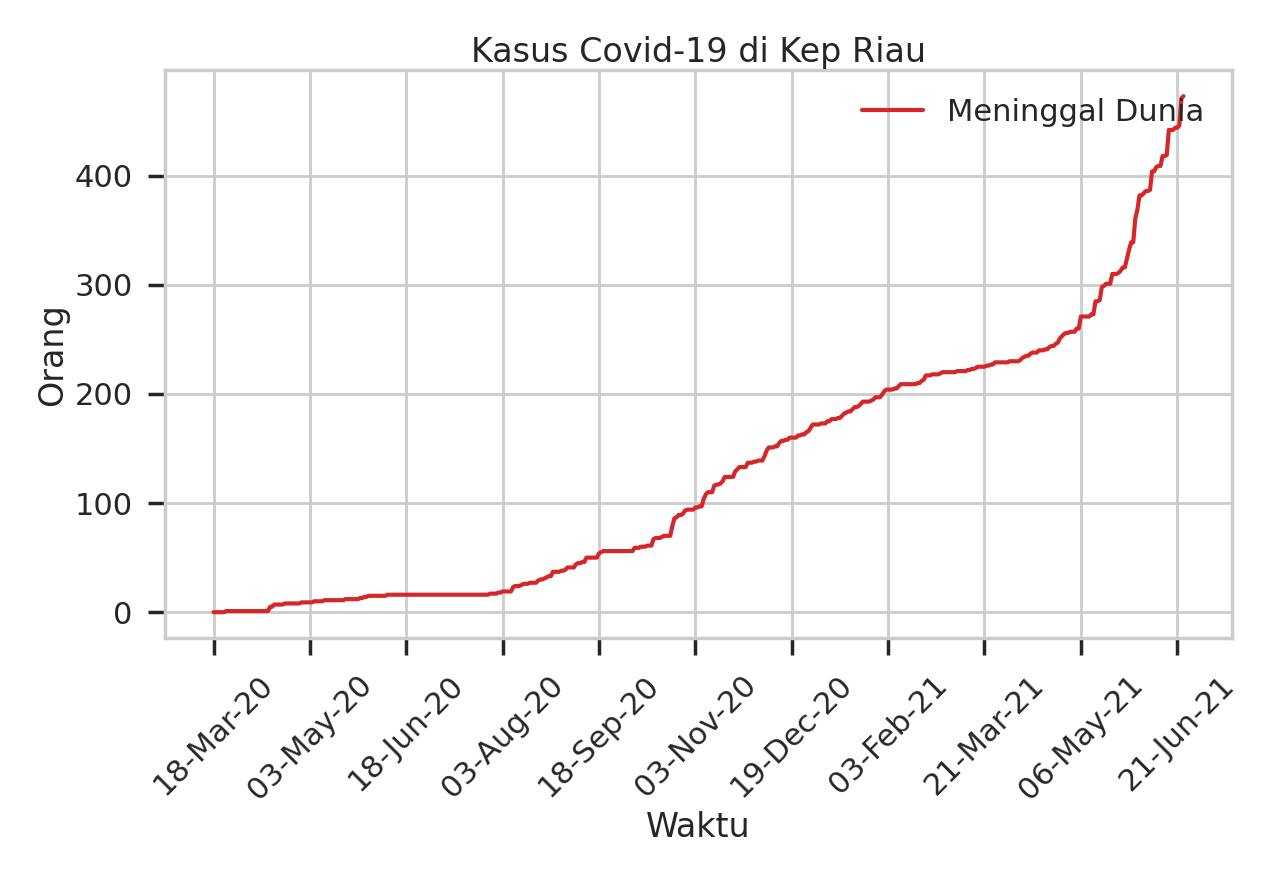 Kasus Covid-19 di Kep Riau
Meninggal Dunia
Orang
400
300
200
100
0
18-Mar-20
03-May-20
18-Jun-20
03-Aug-20
18-Sep-20
03-Nov-20
19-Dec-20
03-Feb-21
21-Mar-21
06-May-21
21-Jun-21
Waktu